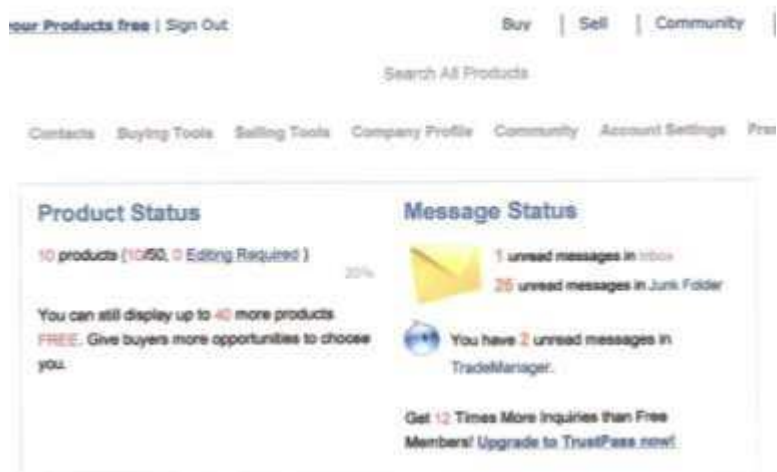 our Products free | Sign Out
Buy | Sell | Community
Search All Products
Contacts Buying Tools Selling Tools Company Profile Community Account Settings
Product Status
10 products (10/50, 0 Editing Required )
20%
You can still display up to 40 more products
FREE. Give buyers more opportunities to choose
you.
Message Status
1 unread messages in Inbox
26 unread messages in Junk Folder
You have 2 unread messages in
TradeManager.
Get 12 Times More Inquiries than Free
Members! Upgrade to TrustPass now!